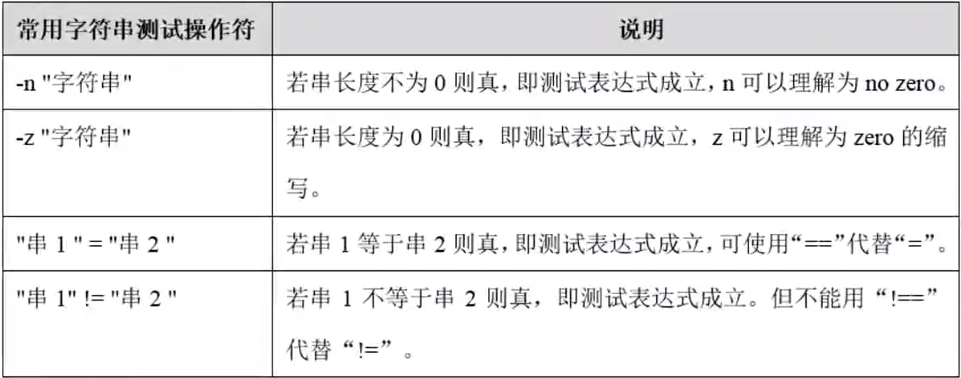 常用字符串测试操作符 说明
-n "字符串" 若串长度不为 0 则真，即测试表达式成立，n 可以理解为 no zero。
-z "字符串" 若串长度为 0 则真，即测试表达式成立，z 可以理解为 zero 的缩
写。
"串 1 " = "串 2 " 若串 1 等于串 2 则真，即测试表达式成立，可使用“==”代替“=”。
"串 1" != "串 2 " 若串 1 不等于串 2 则真，即测试表达式成立。但不能用“!==”
代替“!=”。